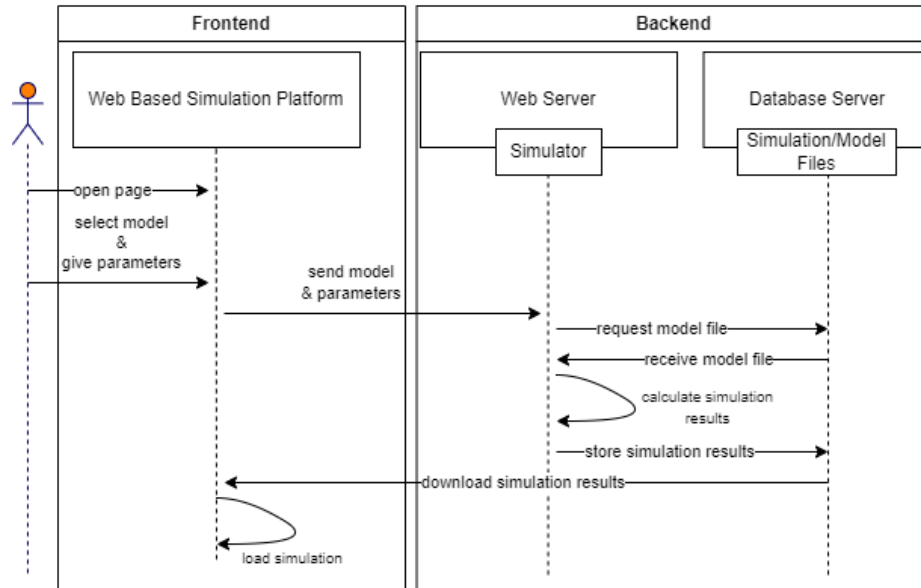 Frontend
Backend
Web Based Simulation Platform
Web Server
Database Server
Simulator
Simulation/Model
Files
open page
select model
&
give parameters
send model
& parameters
request model file
receive model file
calculate simulation
results
store simulation results
download simulation results
load simulation